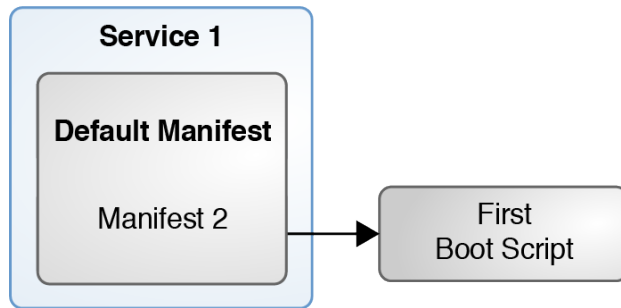 Service 1
Default Manifest
Manifest 2
First
Boot Script